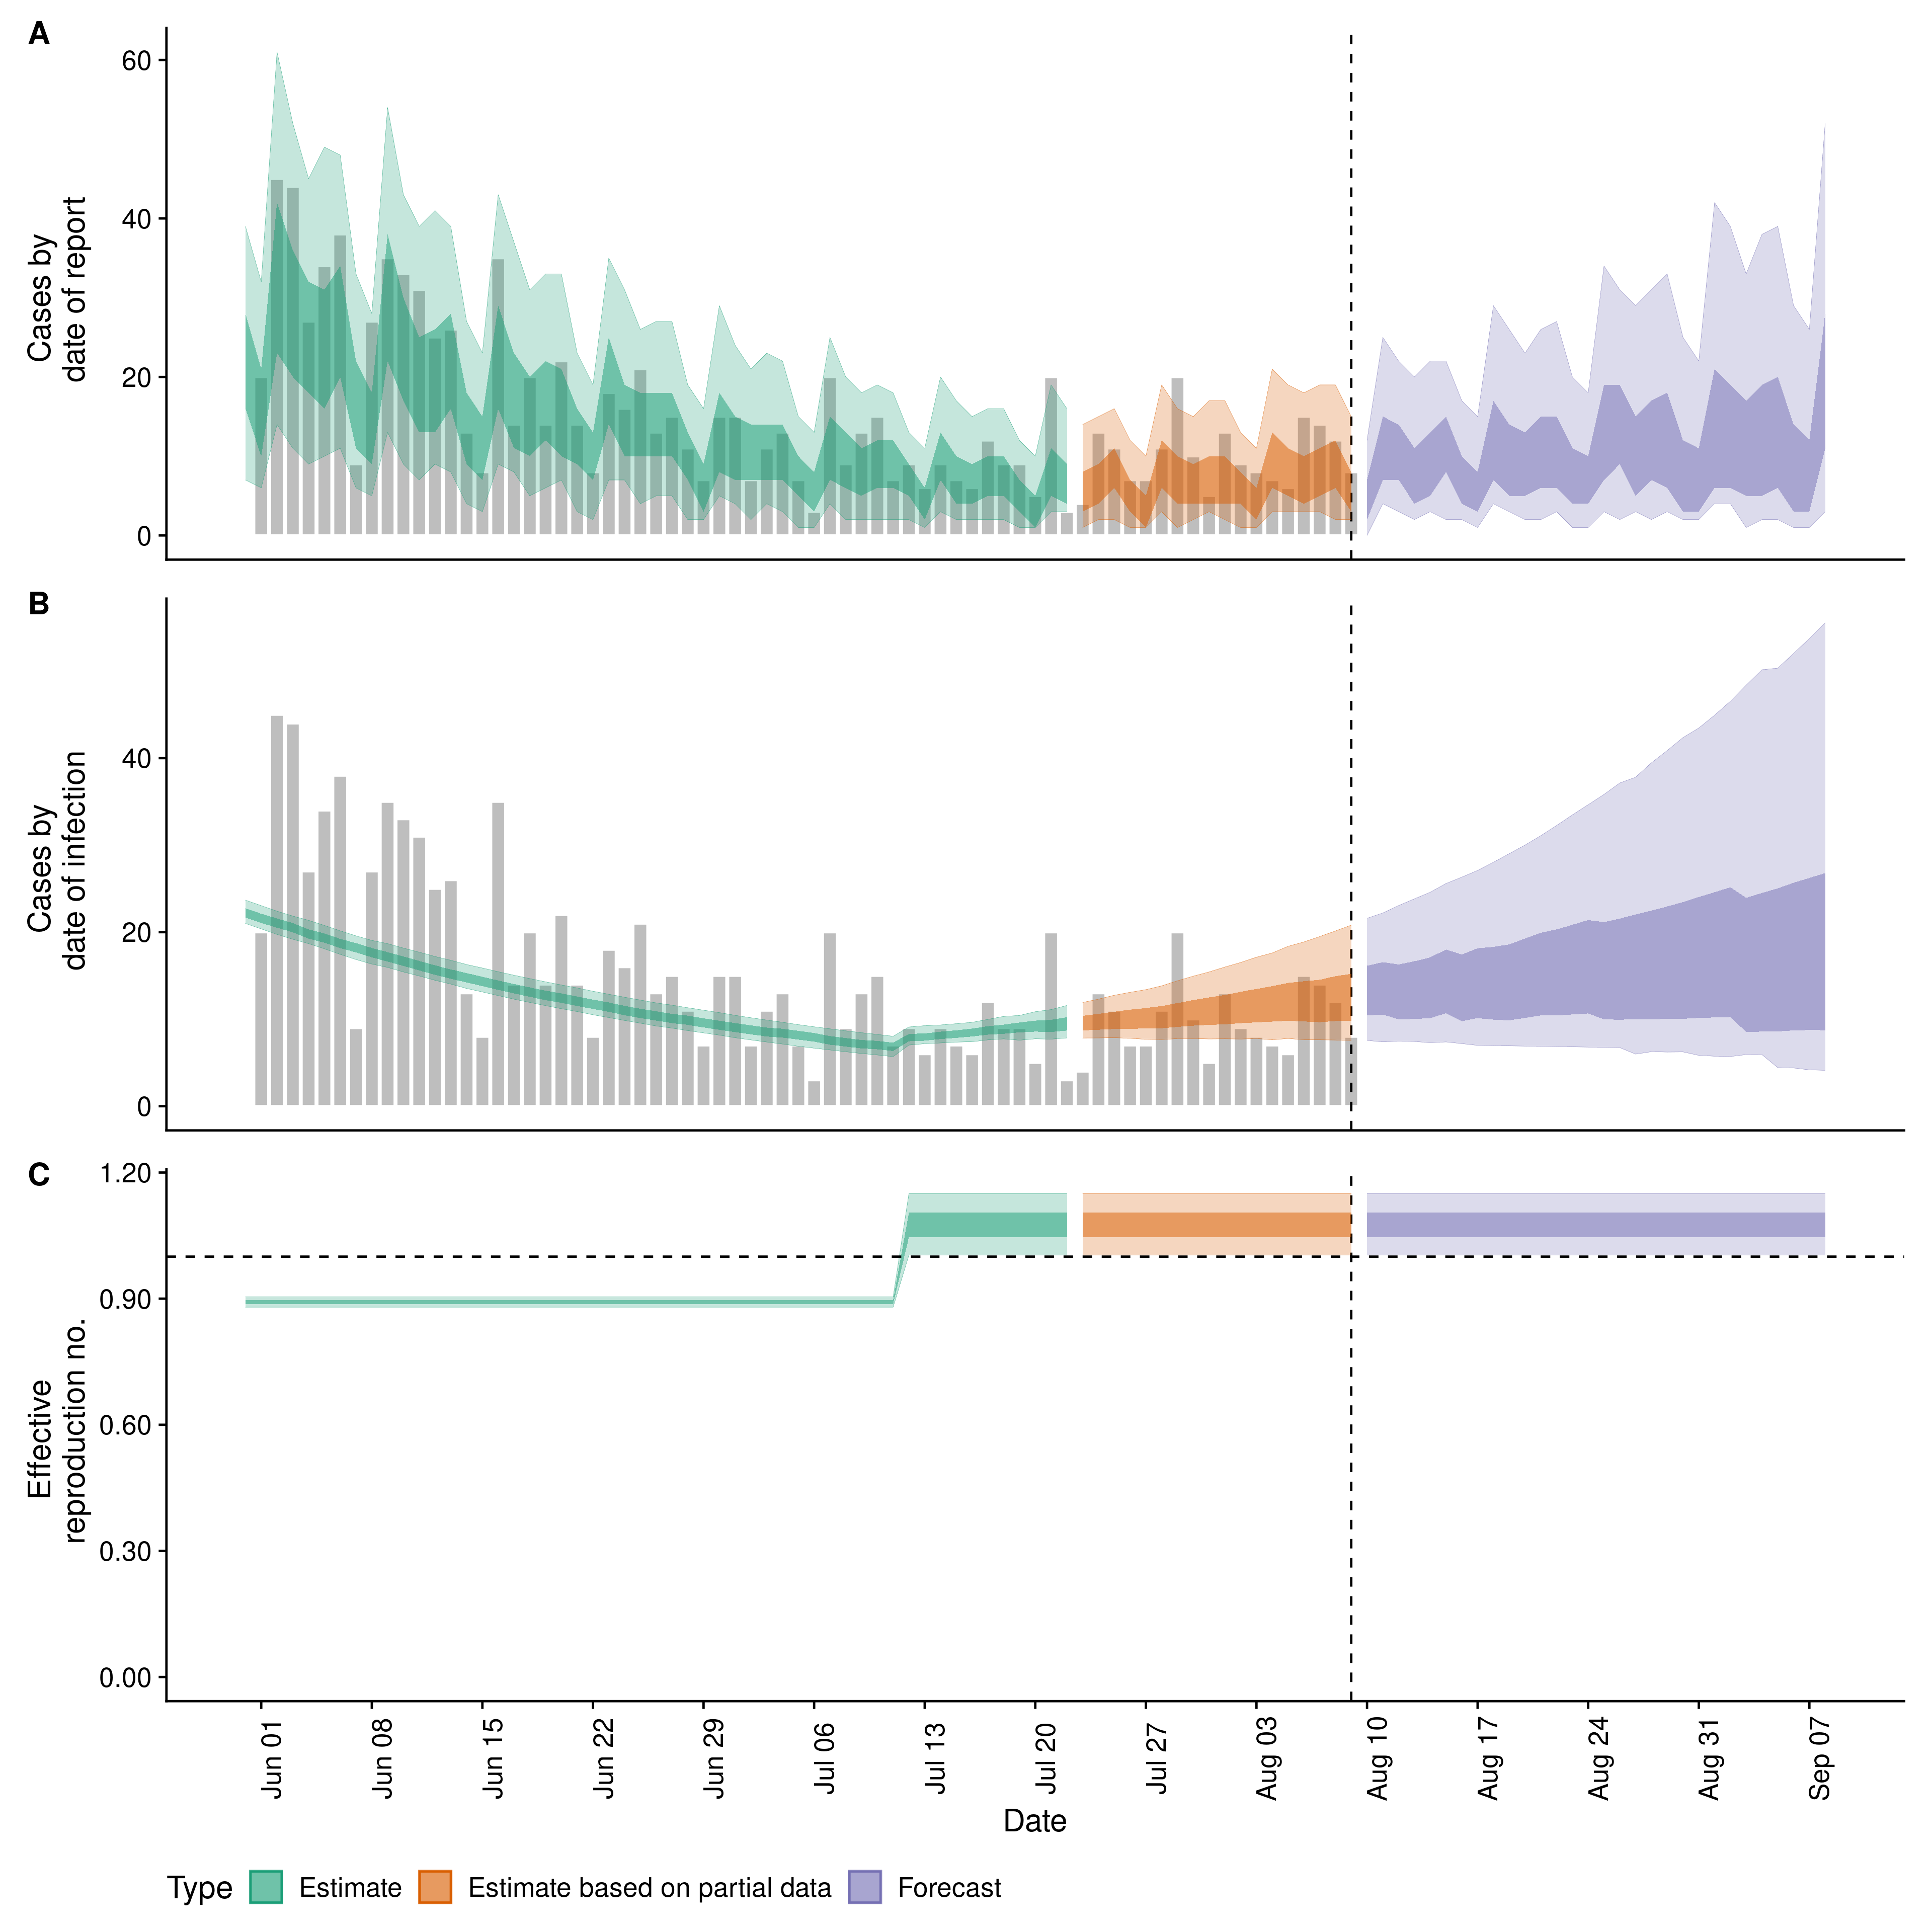 A
60
40
20
0
Cases by
date of report
B
40
20
0
Cases by
date of infection
C
1.20
0.90
0.60
0.30
0.00
Effective
reproduction no.
Jun 01
Jun 08
Jun 15
Jun 22
Jun 29
Jul 06
Jul 13
Jul 20
Jul 27
Aug 03
Aug 10
Aug 17
Aug 24
Aug 31
Sep 07
Date
Type Estimate Estimate based on partial data Forecast